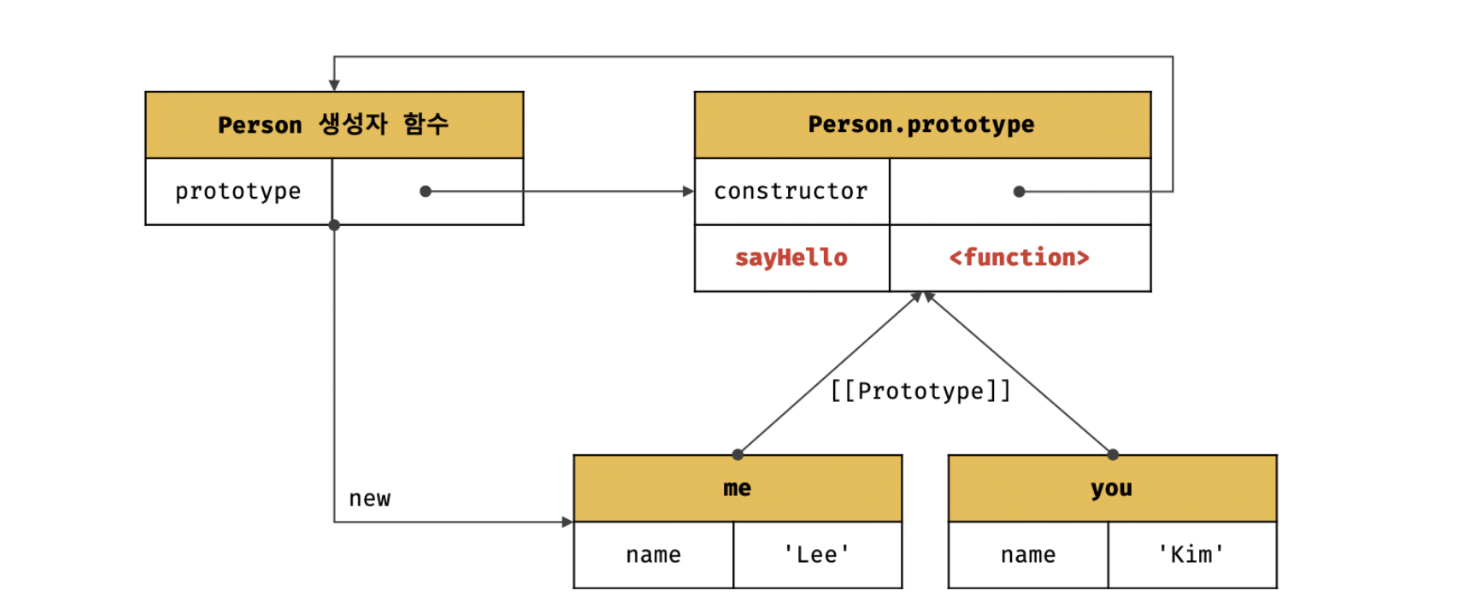 Person 생성자 함수
Person.prototype
prototype
constructor
sayHello <function>
[[Prototype]]
new
me
you
name 'Lee'
name 'Kim'